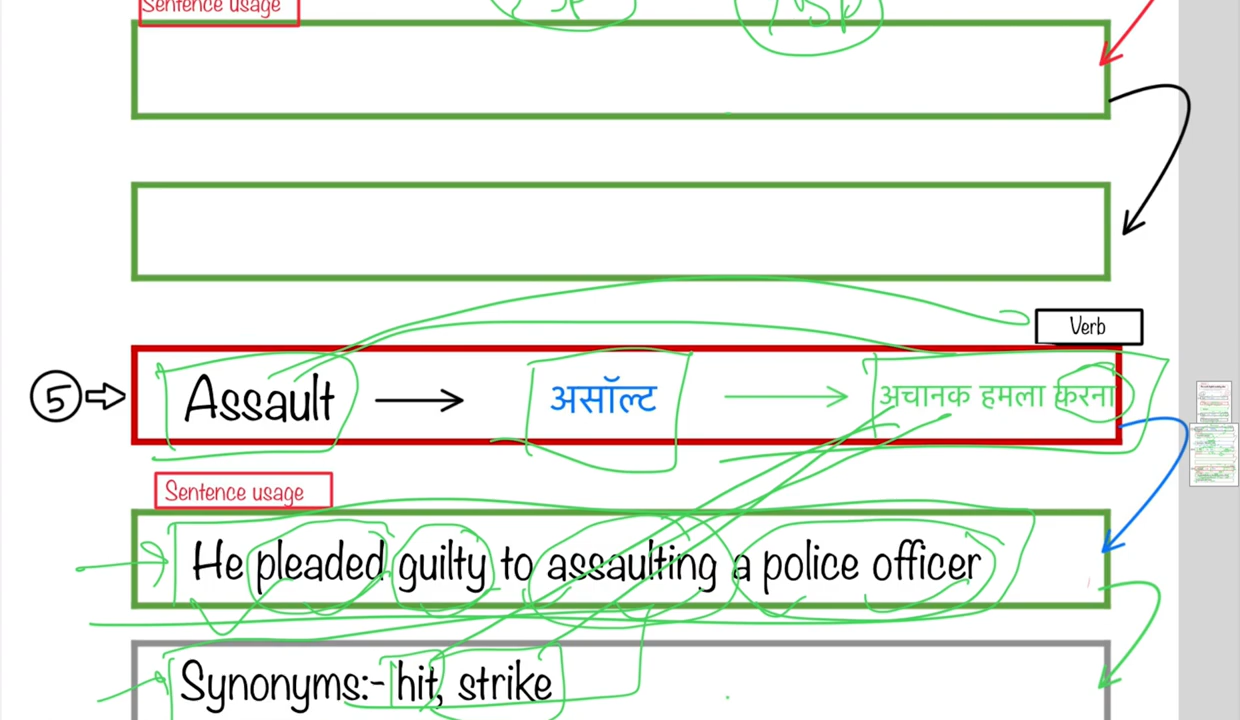 Sentence usage
Verb
5 Assault असॉल्ट अचानक हमला करना
Sentence usage
He pleaded guilty to assaulting a police officer
Synonyms:- hit, strike